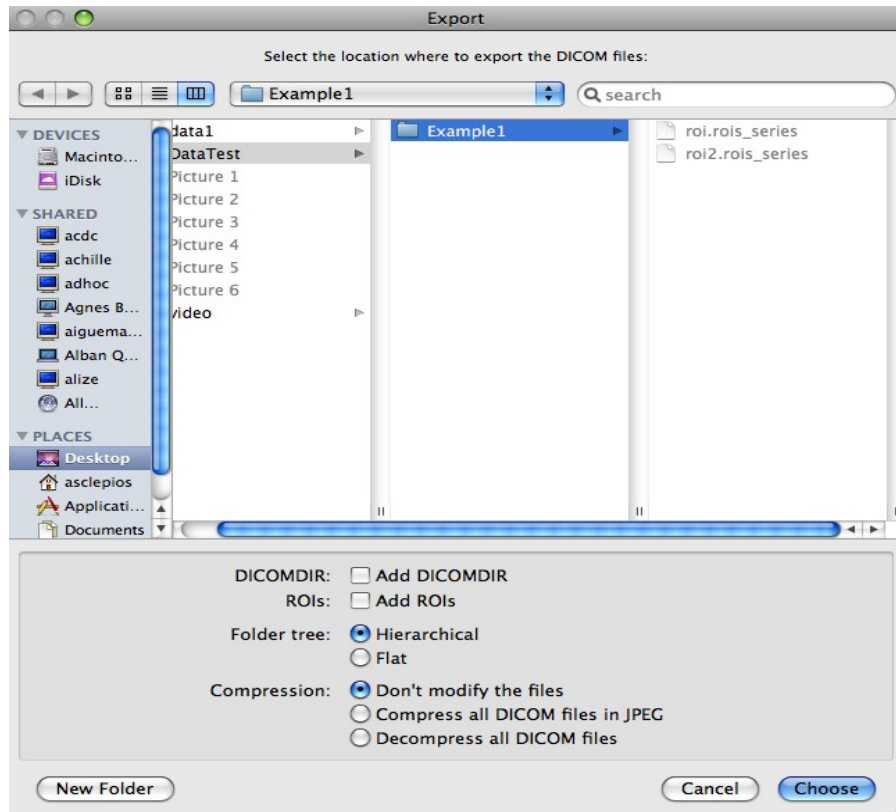 Export
Select the location where to export the DICOM files:
Example1
search
DEVICES
Macinto...
iDisk
SHARED
acdc
achille
adhoc
Agnes B...
aiguema...
Alban Q...
alize
All...
PLACES
Desktop
asclepios
Applicati...
Documents
data1
DataTest
Picture 1
Picture 2
Picture 3
Picture 4
Picture 5
Picture 6
video
Example1
roi.rois_series
roi2.rois_series
DICOMDIR: Add DICOMDIR
ROIs: Add ROIs
Folder tree: Hierarchical
Flat
Compression: Don't modify the files
Compress all DICOM files in JPEG
Decompress all DICOM files
New Folder Cancel Choose